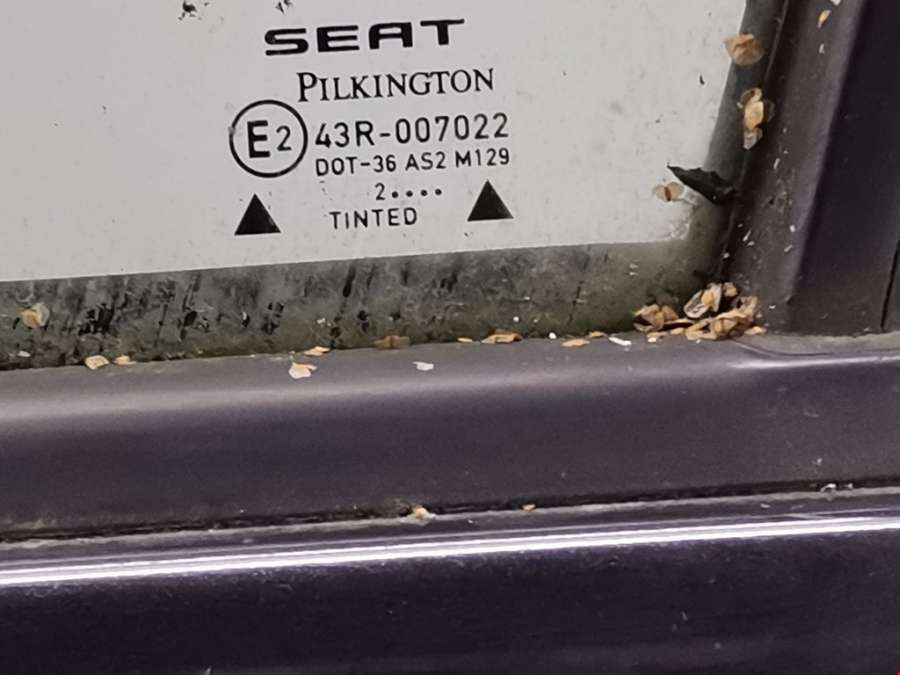 SEAT
PILKINGTON
E2 43R-007022
DOT-36 AS2 M129
2....
TINTED